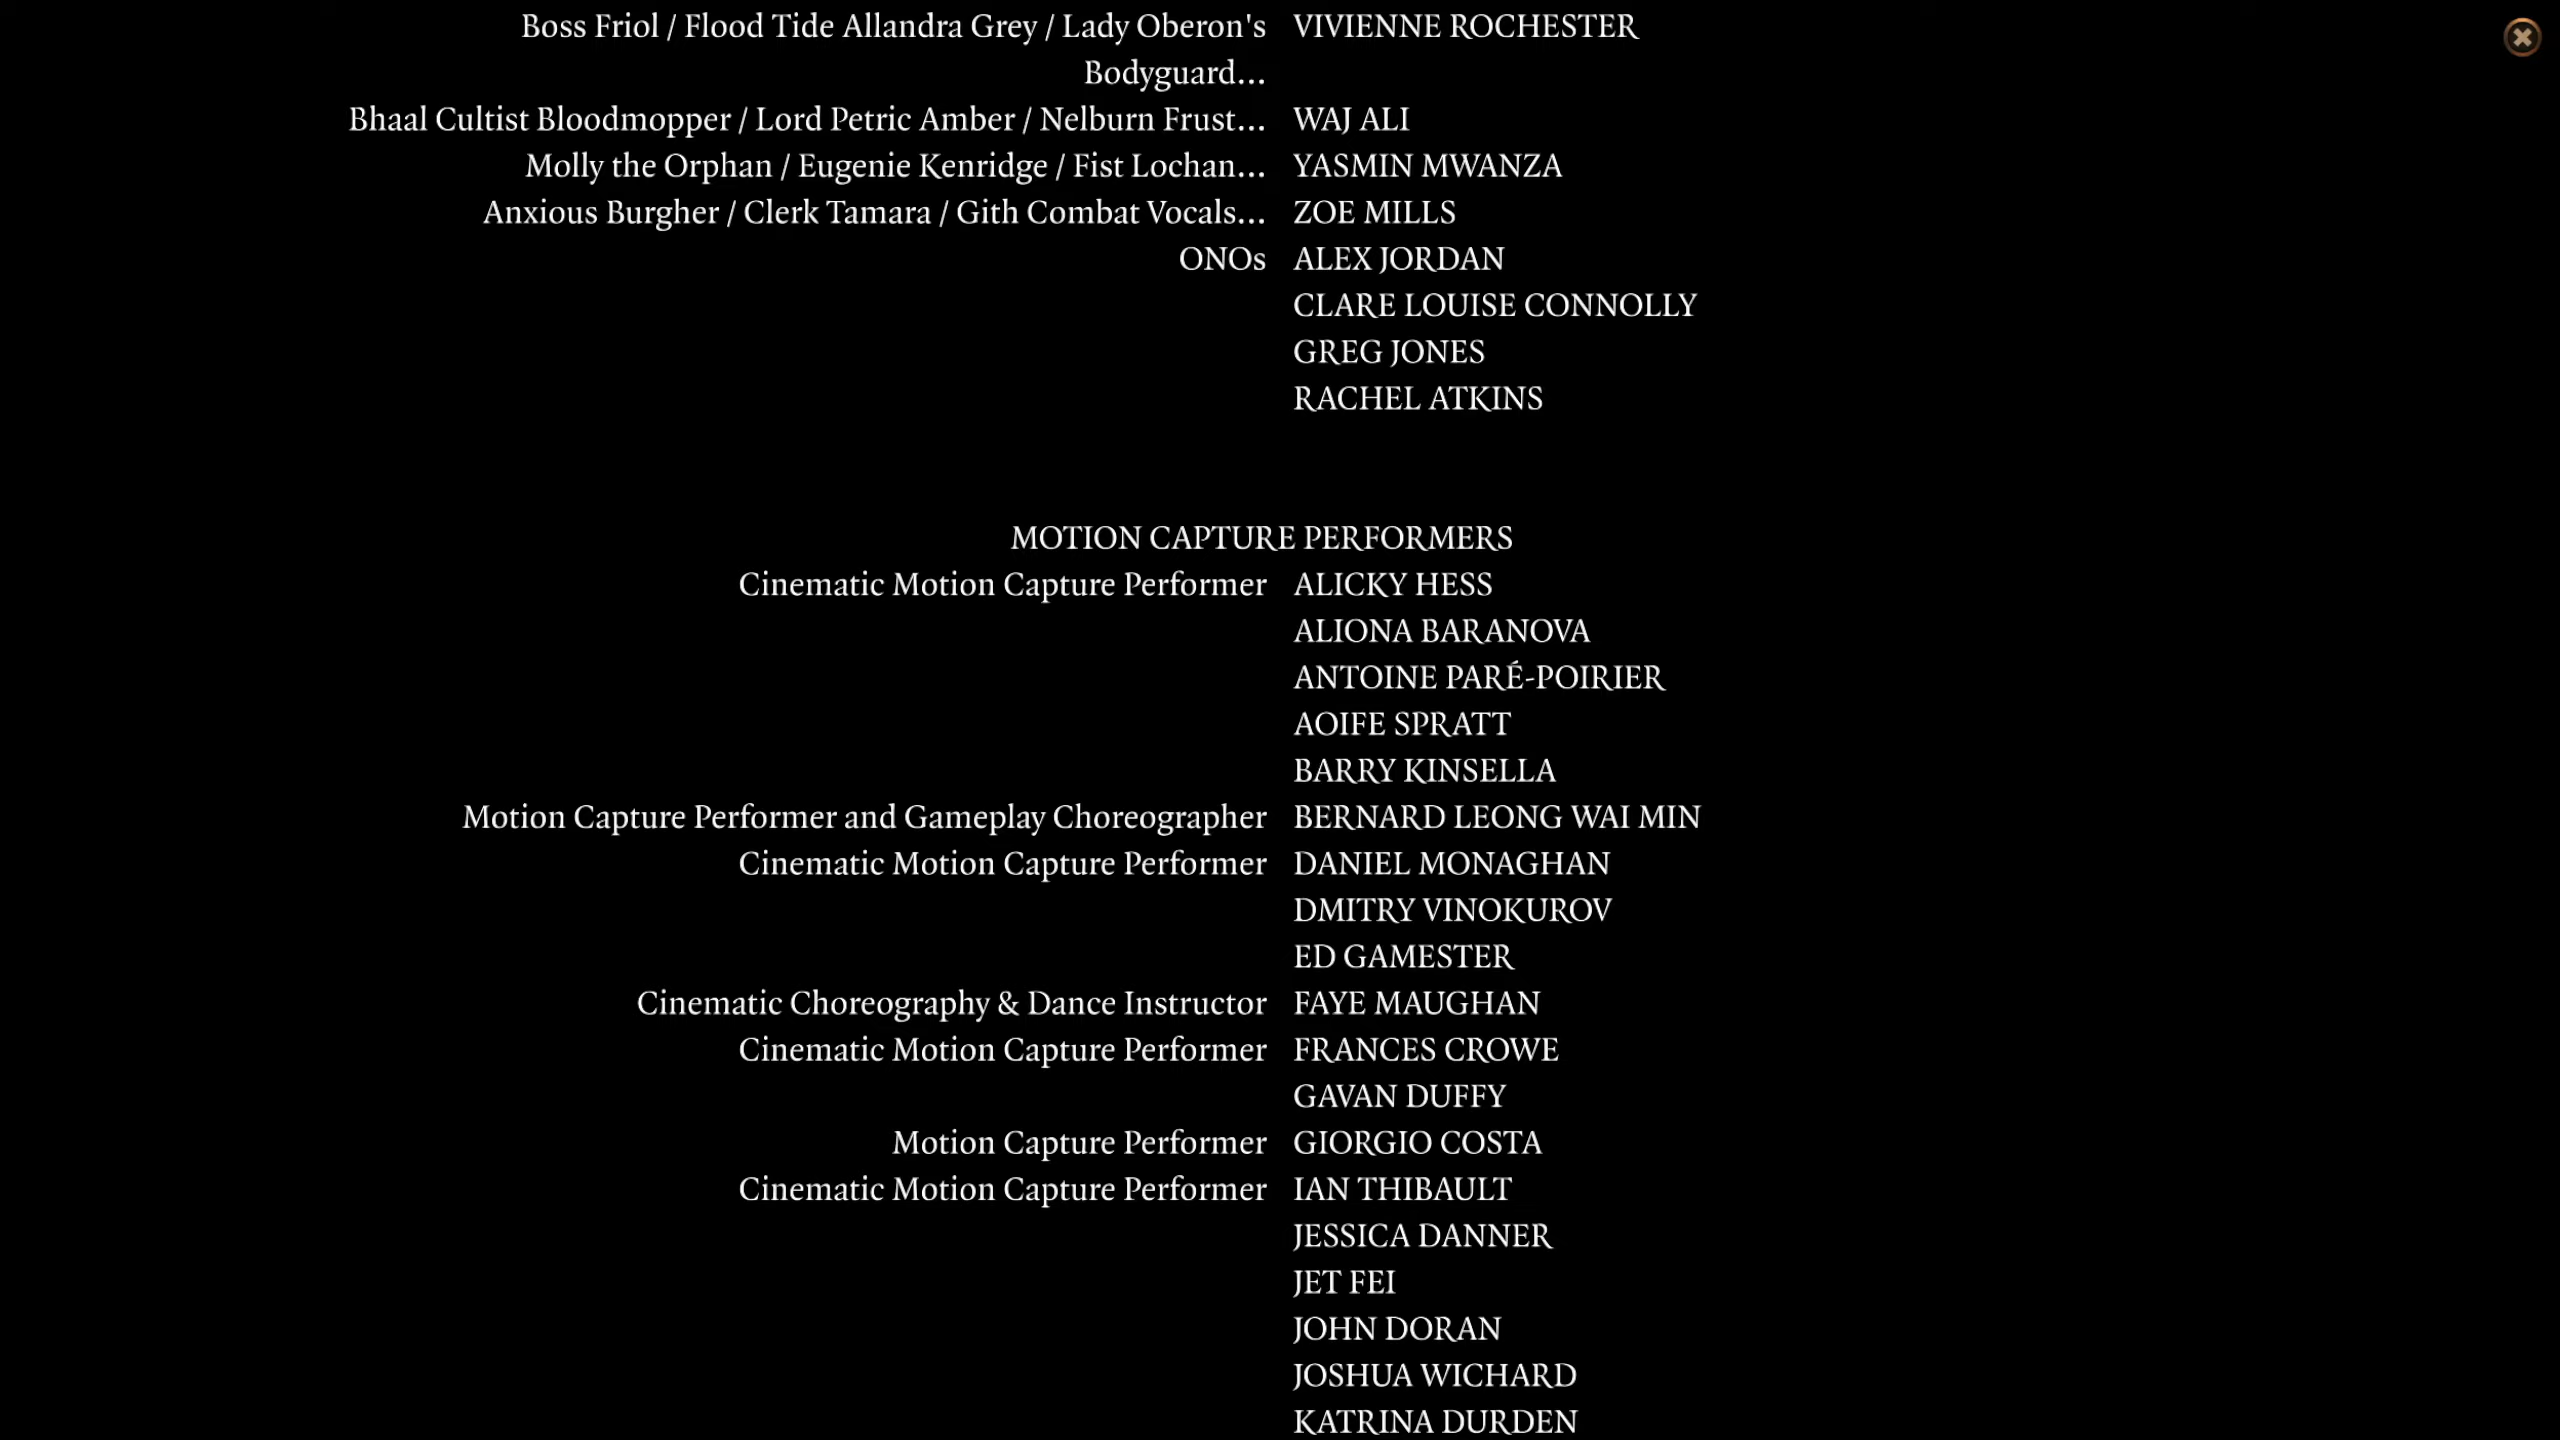 Boss Friol / Flood Tide Allandra Grey / Lady Oberon's VIVIENNE ROCHESTER
Bodyguard...
Bhaal Cultist Bloodmopper / Lord Petric Amber / Nelburn Frust... WAJ ALI
Molly the Orphan / Eugenie Kenridge / Fist Lochan... YASMIN MWANZA
Anxious Burgher / Clerk Tamara / Gith Combat Vocals... ZOE MILLS
ONOs ALEX JORDAN
CLARE LOUISE CONNOLLY
GREG JONES
RACHEL ATKINS
MOTION CAPTURE PERFORMERS
Cinematic Motion Capture Performer ALICKY HESS
ALIONA BARANOVA
ANTOINE PARÉ-POIRIER
AOIFE SPRATT
BARRY KINSELLA
Motion Capture Performer and Gameplay Choreographer BERNARD LEONG WAI MIN
Cinematic Motion Capture Performer DANIEL MONAGHAN
DMITRY VINOKUROV
ED GAMESTER
Cinematic Choreography & Dance Instructor FAYE MAUGHAN
Cinematic Motion Capture Performer FRANCES CROWE
GAVAN DUFFY
Motion Capture Performer GIORGIO COSTA
Cinematic Motion Capture Performer IAN THIBAULT
JESSICA DANNER
JET FEI
JOHN DORAN
JOSHUA WICHARD
KATRINA DURDEN